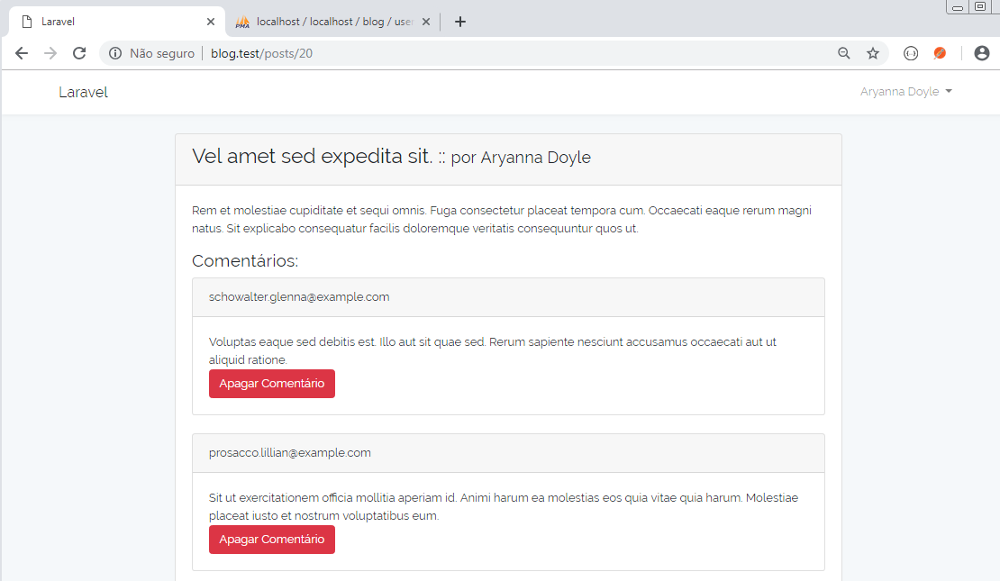 Laravel
PMA localhost / localhost / blog / user
Não seguro blog.test/posts/20
Laravel Aryanna Doyle
Vel amet sed expedita sit. :: por Aryanna Doyle
Rem et molestiae cupiditate et sequi omnis. Fuga consectetur placeat tempora cum. Occaecati eaque rerum magni
natus. Sit explicabo consequatur facilis doloremque veritatis consequuntur quos ut.
Comentários:
schowalter.glenna@example.com
Voluptas eaque sed debitis est. Illo aut sit quae sed. Rerum sapiente nesciunt accusamus occaecati aut ut
aliquid ratione.
Apagar Comentário
prosacco.lillian@example.com
Sit ut exercitationem officia mollitia aperiam id. Animi harum ea molestias eos quia vitae quia harum. Molestiae
placeat iusto et nostrum voluptatibus eum.
Apagar Comentário